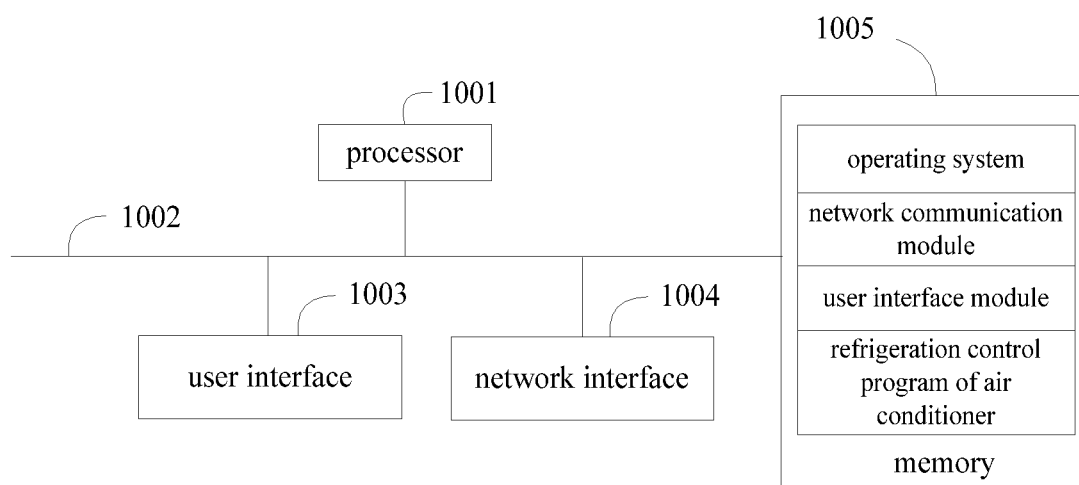 1005
1001
processor
operating system
network communication
module
1002
user interface module
1003
1004
user interface
network interface
refrigeration control
program of air
conditioner
memory